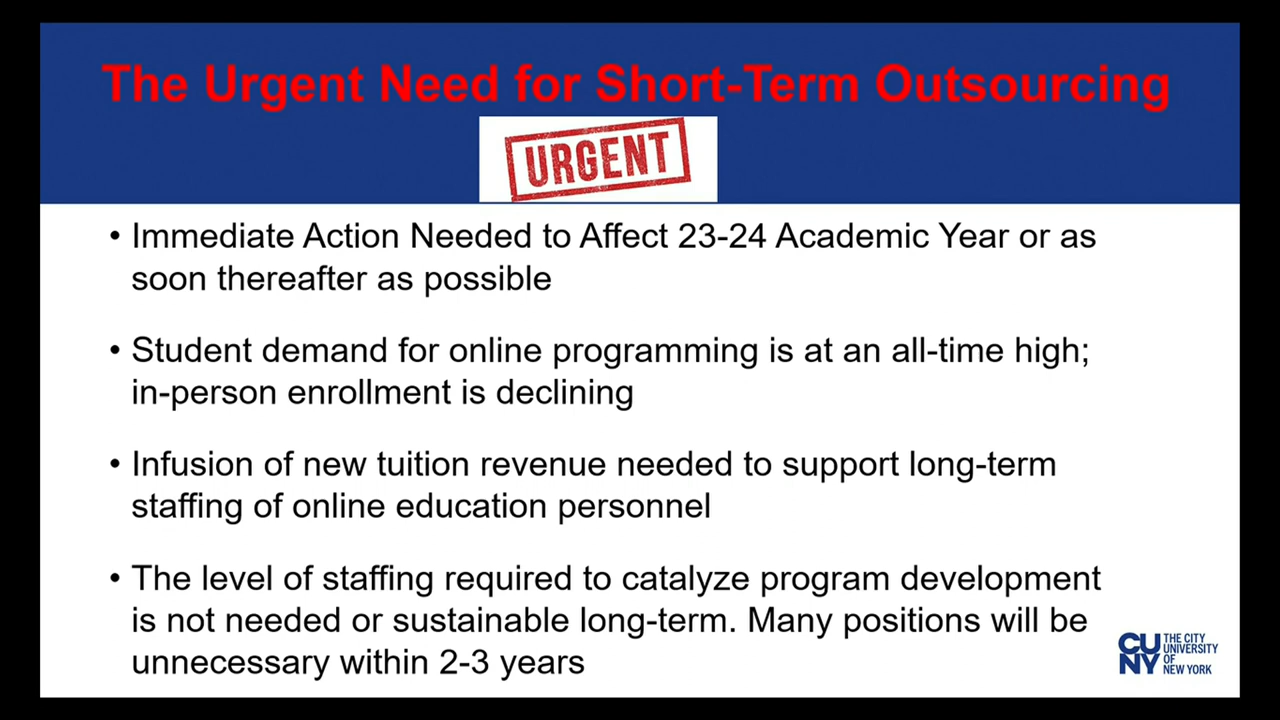 The Urgent Need for Short-Term Outsourcing
URGENT
• Immediate Action Needed to Affect 23-24 Academic Year or as
soon thereafter as possible
• Student demand for online programming is at an all-time high;
in-person enrollment is declining
• Infusion of new tuition revenue needed to support long-term
staffing of online education personnel
• The level of staffing required to catalyze program development
is not needed or sustainable long-term. Many positions will be
unnecessary within 2-3 years
CU
NY
THE CITY
UNIVERSITY
OF
NEW YORK